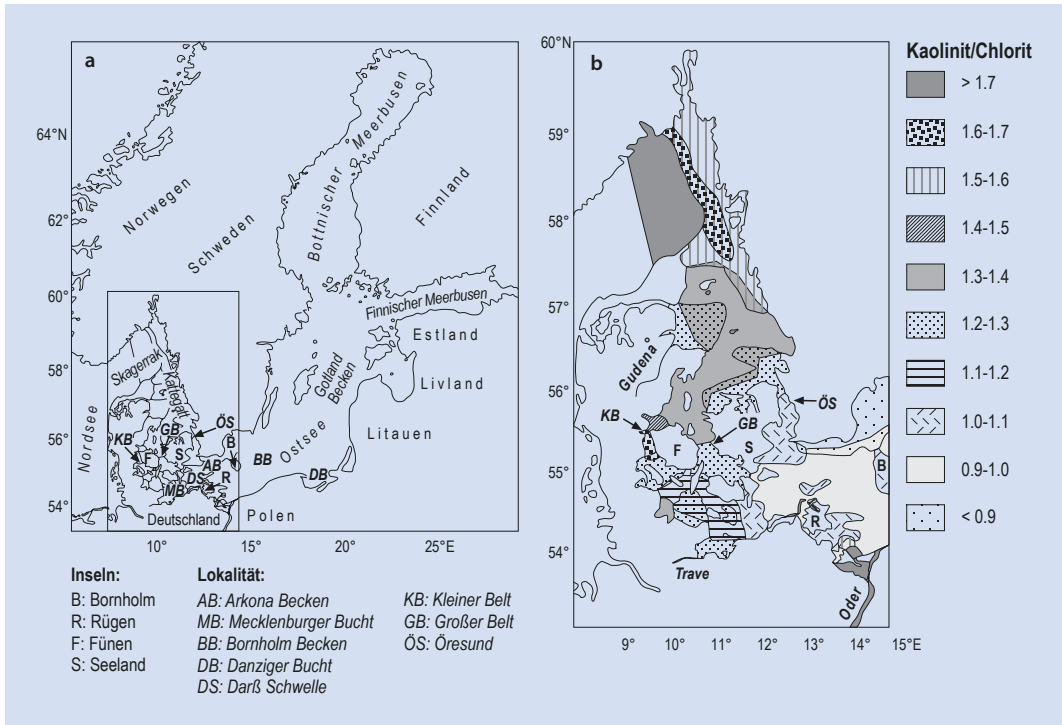 a
64°N
62°
60°
58°
56°
54°
10°
15°
20°
25°E
Norwegen
Schweden
Bottnischer Meerbusen
Finnland
Finnischer Meerbusen
Estland
Livland
Litauen
Gotland
Becken
Ostsee
Skagerrak
Kattegatt
Nordsee
ÖS
GB
KB
B
F
S
AB
BB
DS
R
MB
DB
Deutschland
Polen
Inseln:
B: Bornholm
R: Rügen
F: Fünen
S: Seeland
Lokalität:
AB: Arkona Becken
MB: Mecklenburger Bucht
BB: Bornholm Becken
DB: Danziger Bucht
DS: Darß Schwelle
KB: Kleiner Belt
GB: Großer Belt
ÖS: Öresund
b
60°N
59°
58°
57°
56°
55°
54°
9°
10°
11°
12°
13°
14°
15°E
Gudena°
KB
GB
ÖS
F
S
B
R
Trave
Oder
Kaolinit/Chlorit
> 1.7
1.6-1.7
1.5-1.6
1.4-1.5
1.3-1.4
1.2-1.3
1.1-1.2
1.0-1.1
0.9-1.0
< 0.9